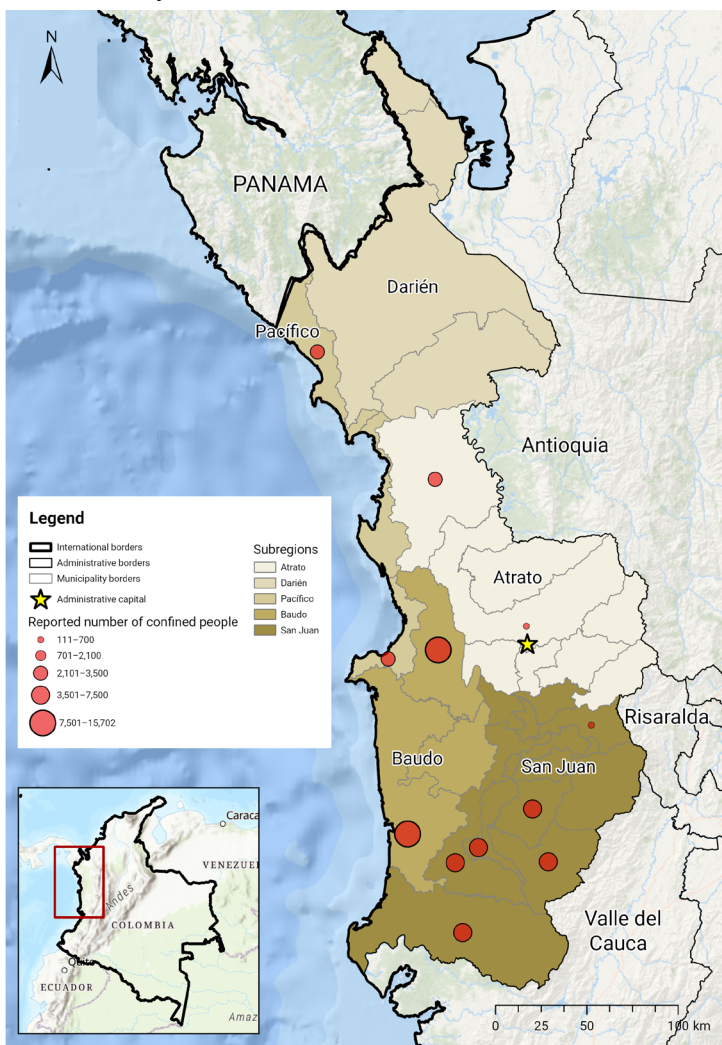 N
PANAMA
Darién
Pacífico
Antioquia
Atrato
Risaralda
Baudo
San Juan
Valle del
Cauca
Legend
International borders
Administrative borders
Municipality borders
Administrative capital
Reported number of confined people
111–700
701–2,100
2,101–3,500
3,501–7,500
7,501–15,702
Subregions
Atrato
Darién
Pacífico
Baudo
San Juan
Caraca
VENEZUE
Andes
COLOMBIA
Quito
ECUADOR
Amaz
0 25 50 100 km